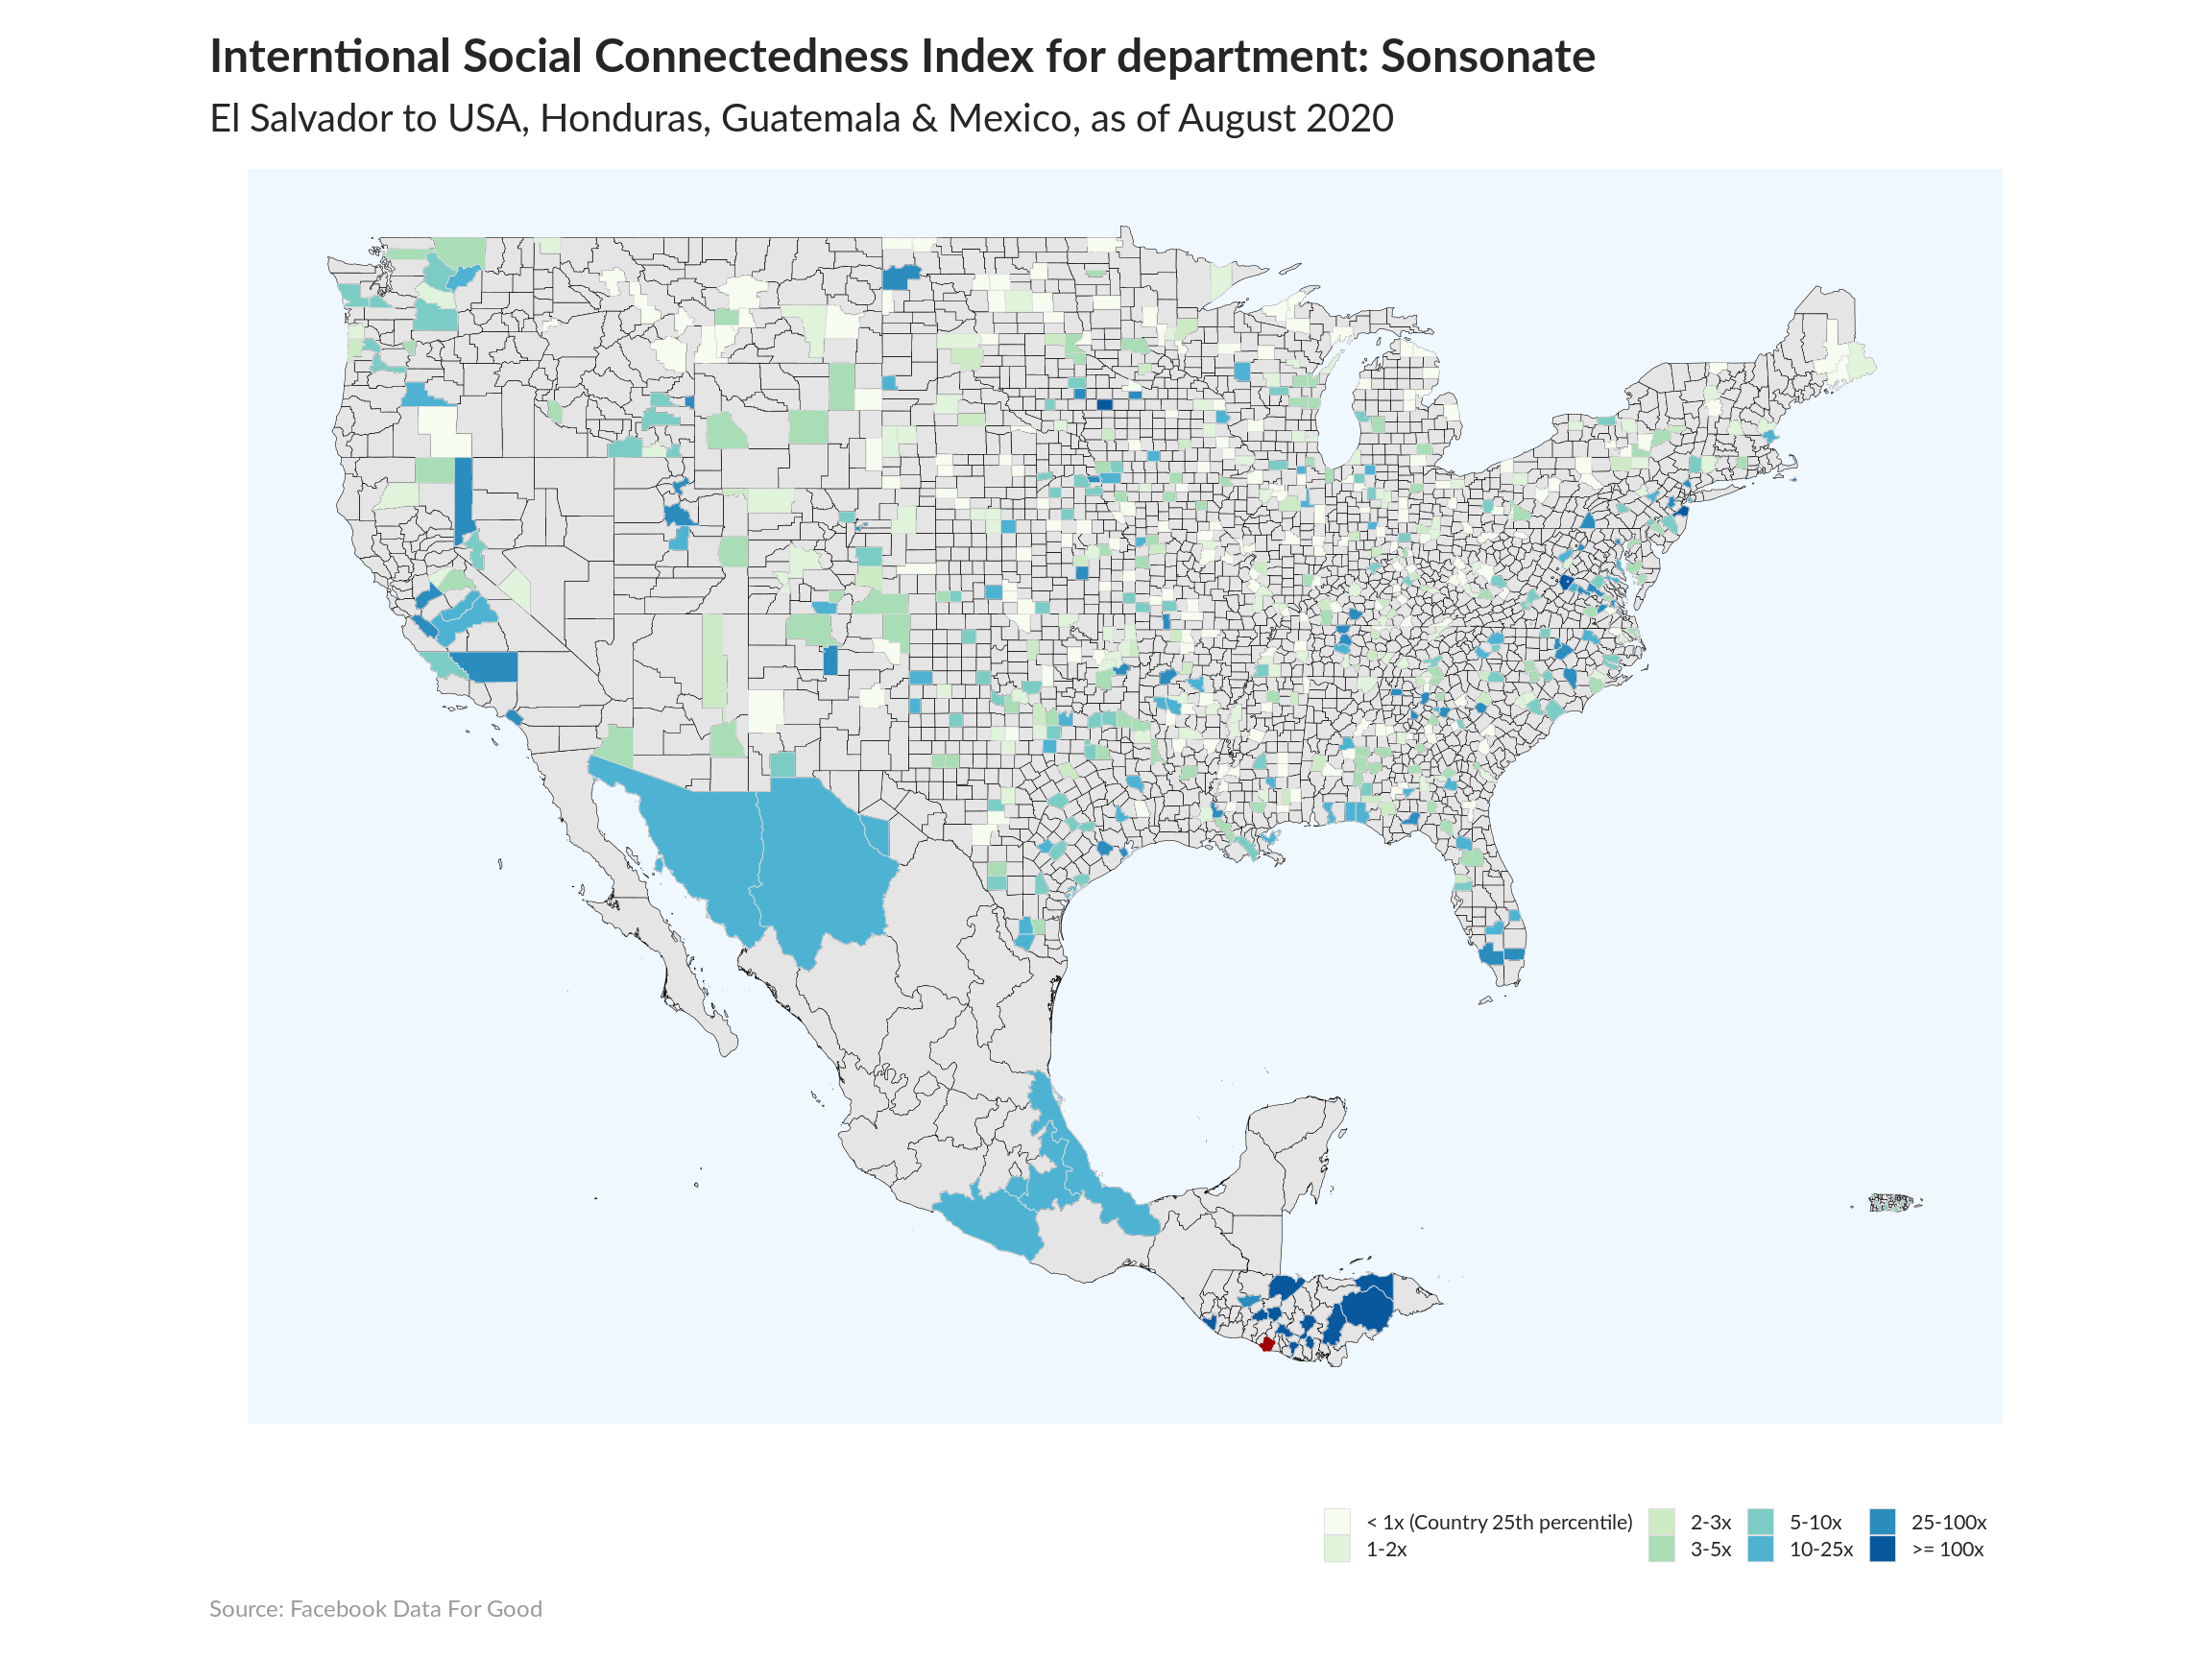 Interntional Social Connectedness Index for department: Sonsonate
El Salvador to USA, Honduras, Guatemala & Mexico, as of August 2020
< 1x (Country 25th percentile)
1-2x
2-3x
3-5x
5-10x
10-25x
25-100x
>= 100x
Source: Facebook Data For Good